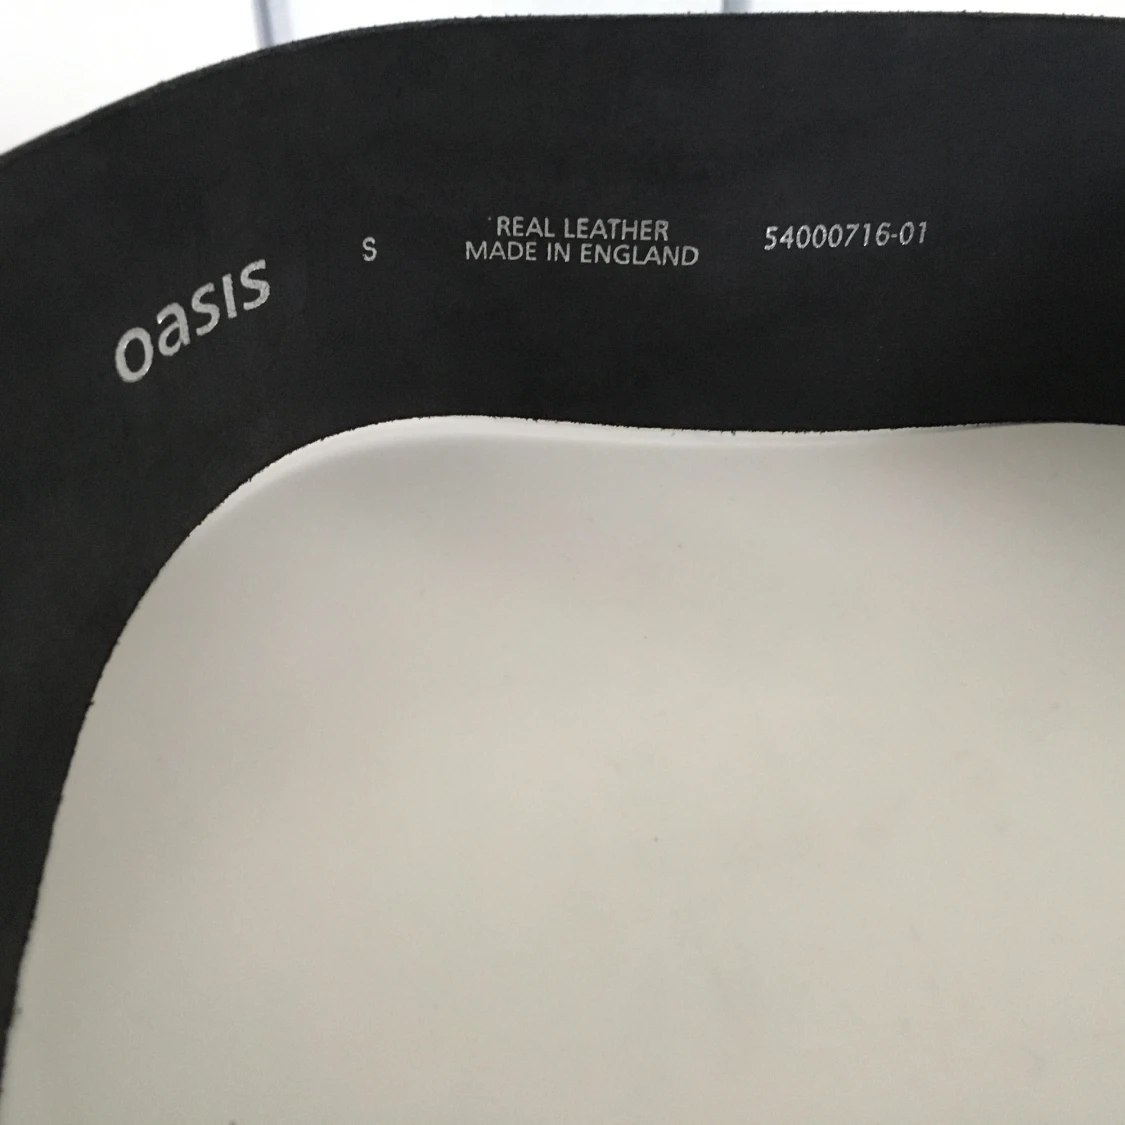 oasis
S
REAL LEATHER
MADE IN ENGLAND
54000716-01